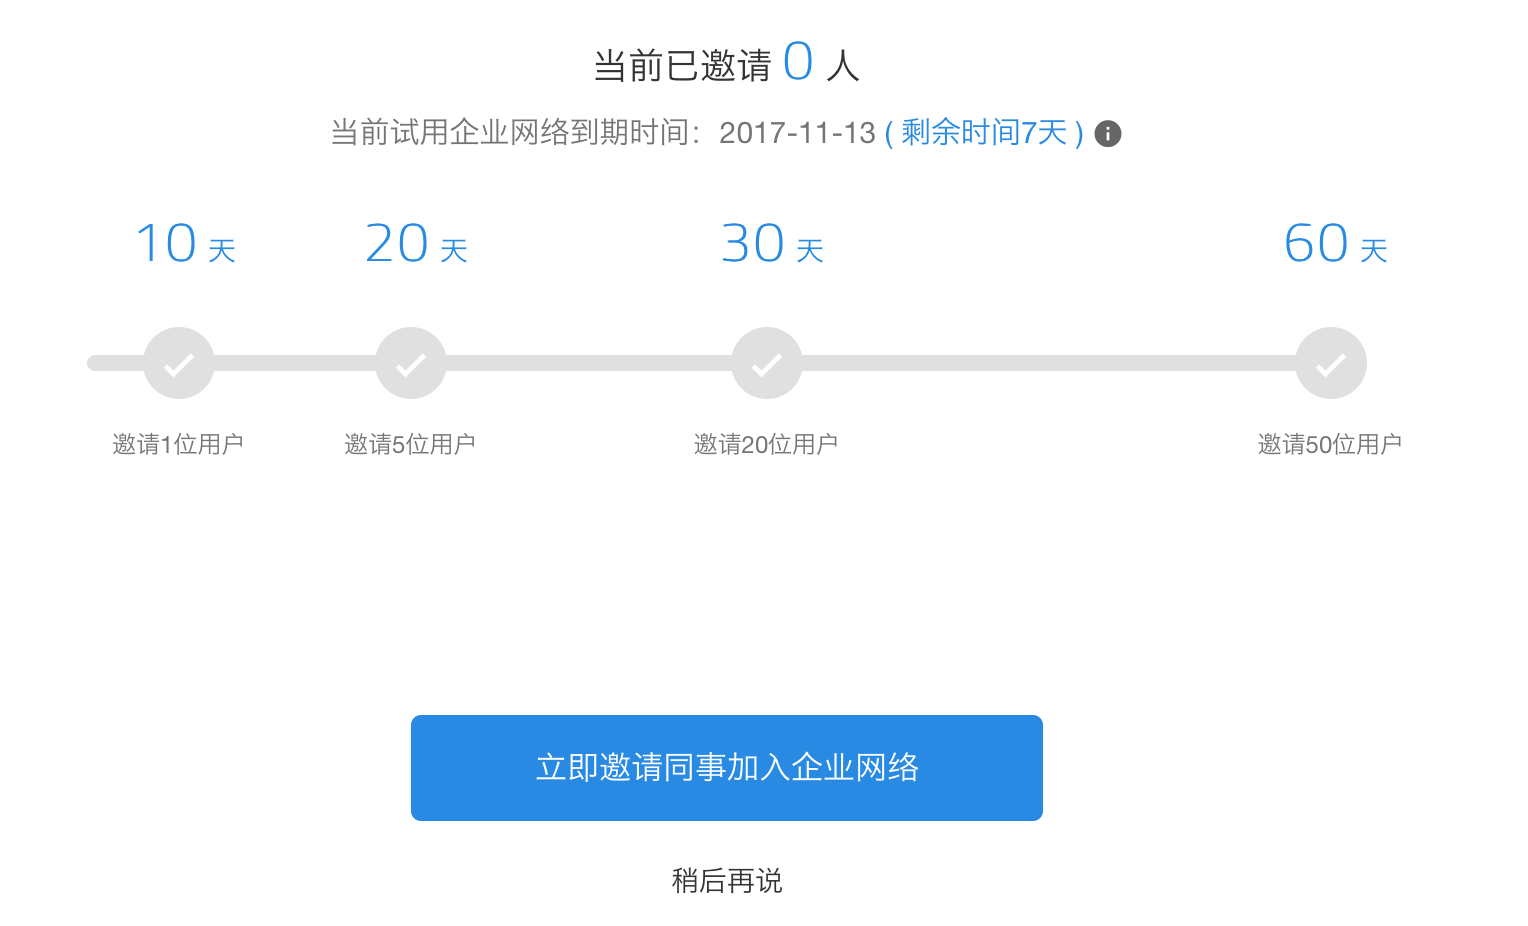 当前已邀请 0 人
当前试用企业网络到期时间：2017-11-13 ( 剩余时间7天 )
10 天
20 天
30 天
60 天
邀请1位用户
邀请5位用户
邀请20位用户
邀请50位用户
立即邀请同事加入企业网络
稍后再说